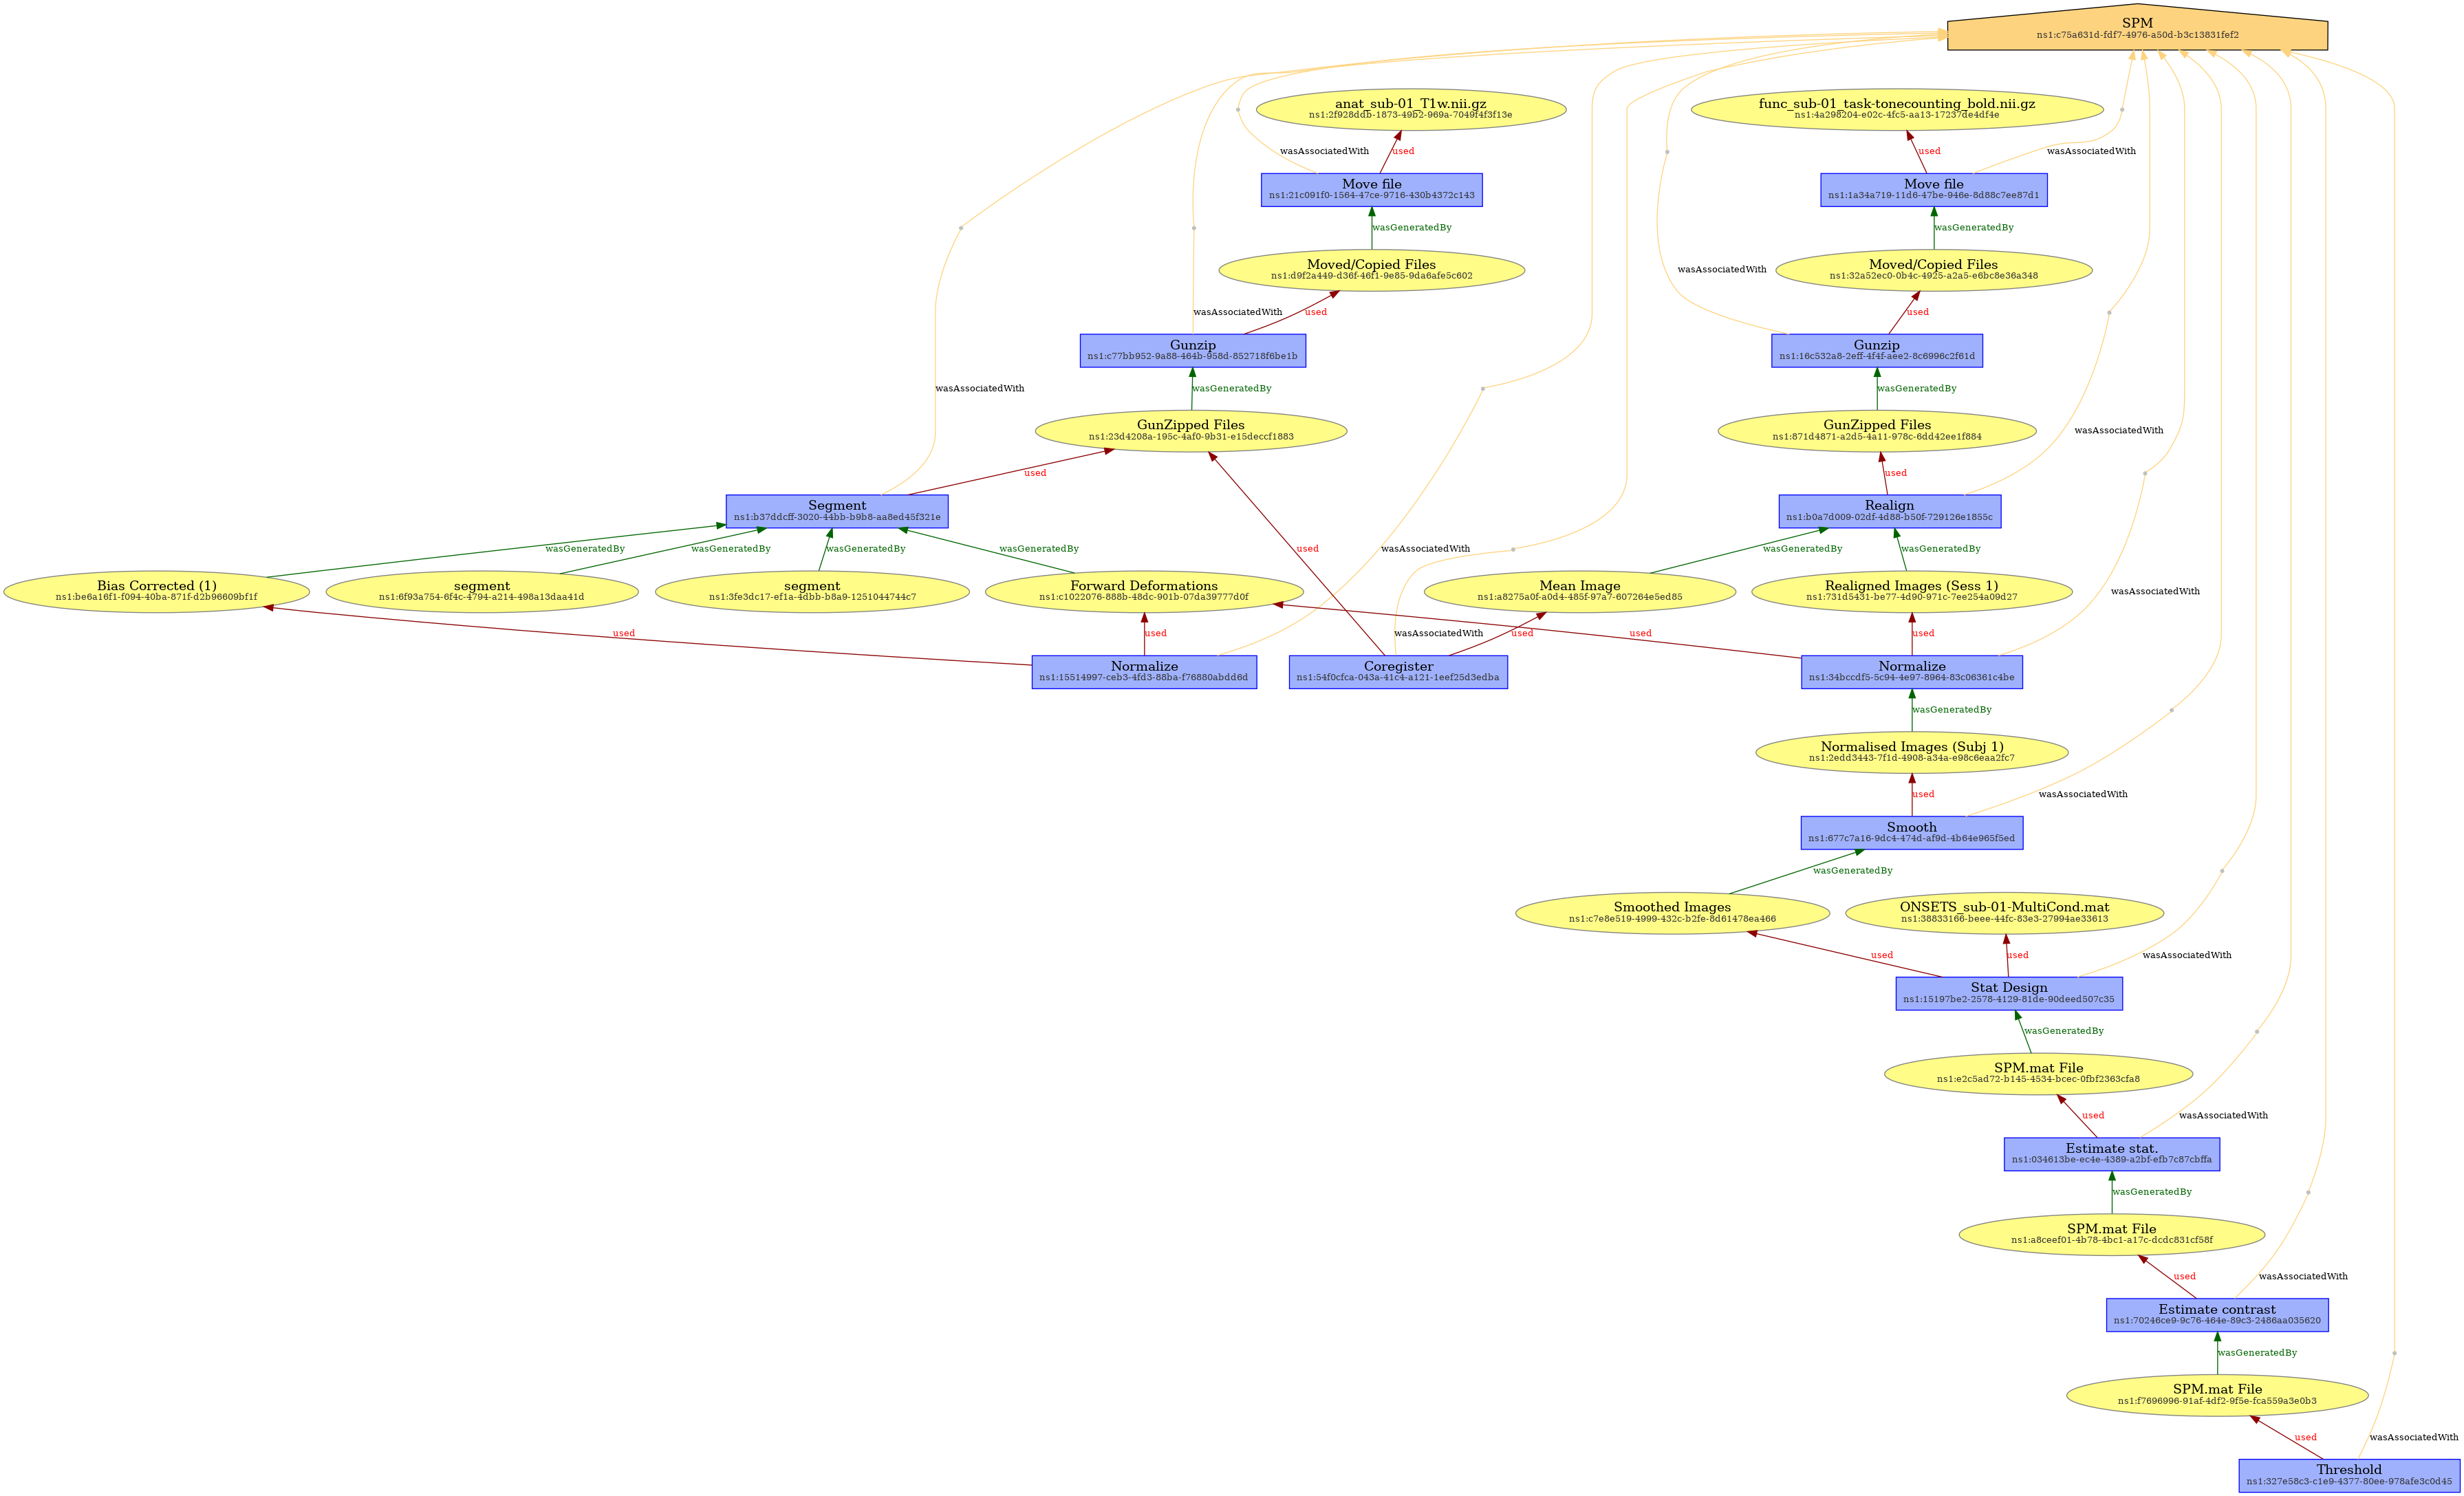 SPM
ns1:c75a631d-fdf7-4976-a50d-b3c13831fef2
anat_sub-01_T1w.nii.gz
ns1:2f928ddb-1873-49b2-969a-7049f4f3f13e
func_sub-01_task-tonecounting_bold.nii.gz
ns1:4a298204-e02c-4fc5-aa13-17237de4df4e
wasAssociatedWith
used
used
wasAssociatedWith
Move file
ns1:21c091f0-1564-47ce-9716-430b4372c143
Move file
ns1:1a34a719-11d6-47be-946e-8d88c7ee87d1
wasGeneratedBy
wasGeneratedBy
Moved/Copied Files
ns1:d9f2a449-d36f-46f1-9e85-9da6afe5c602
wasAssociatedWith
Moved/Copied Files
ns1:32a52ec0-0b4c-4925-a2a5-e6bc8e36a348
wasAssociatedWith
used
used
Gunzip
ns1:c77bb952-9a88-464b-958d-852718f6be1b
Gunzip
ns1:16c532a8-2eff-4f4f-aee2-8c6996c2f61d
wasAssociatedWith
wasGeneratedBy
wasGeneratedBy
GunZipped Files
ns1:23d4208a-195c-4af0-9b31-e15deccf1883
GunZipped Files
ns1:871d4871-a2d5-4a11-978c-6dd42ee1f884
wasAssociatedWith
used
used
Segment
ns1:b37ddcff-3020-44bb-b9b8-aa8ed45f321e
Realign
ns1:b0a7d009-02df-4d88-b50f-729126e1855c
wasGeneratedBy
wasGeneratedBy
wasGeneratedBy
wasGeneratedBy
used
wasAssociatedWith
wasGeneratedBy
wasGeneratedBy
Bias Corrected (1)
ns1:be6a16f1-f094-40ba-871f-d2b96609bf1f
segment
ns1:6f93a754-6f4c-4794-a214-498a13daa41d
segment
ns1:3fe3dc17-ef1a-4dbb-b8a9-1251044744c7
Forward Deformations
ns1:c1022076-888b-48dc-901b-07da39777d0f
Mean Image
ns1:a8275a0f-a0d4-485f-97a7-607264e5ed85
Realigned Images (Sess 1)
ns1:731d5431-be77-4d90-971c-7ee254a09d27
wasAssociatedWith
used
used
wasAssociatedWith
used
used
used
Normalize
ns1:15514997-ceb3-4fd3-88ba-f76880abdd6d
Coregister
ns1:54f0cfca-043a-41c4-a121-1eef25d3edba
Normalize
ns1:34bccdf5-5c94-4e97-8964-83c06361c4be
wasGeneratedBy
Normalised Images (Subj 1)
ns1:2edd3443-7f1d-4908-a34a-e98c6eaa2fc7
used
wasAssociatedWith
Smooth
ns1:677c7a16-9dc4-474d-af9d-4b64e965f5ed
wasGeneratedBy
Smoothed Images
ns1:c7e8e519-4999-432c-b2fe-8d61478ea466
ONSETS_sub-01-MultiCond.mat
ns1:38833166-beee-44fc-83e3-27994ae33613
used
used
wasAssociatedWith
Stat Design
ns1:15197be2-2578-4129-81de-90deed507c35
wasGeneratedBy
SPM.mat File
ns1:e2c5ad72-b145-4534-bcec-0fbf2363cfa8
used
wasAssociatedWith
Estimate stat.
ns1:034613be-ec4e-4389-a2bf-efb7c87cbffa
wasGeneratedBy
SPM.mat File
ns1:a8ceef01-4b78-4bc1-a17c-dcdc831cf58f
used
wasAssociatedWith
Estimate contrast
ns1:70246ce9-9c76-464e-89c3-2486aa035620
wasGeneratedBy
SPM.mat File
ns1:f7696996-91af-4df2-9f5e-fca559a3e0b3
used
wasAssociatedWith
Threshold
ns1:327e58c3-c1e9-4377-80ee-978afe3c0d45